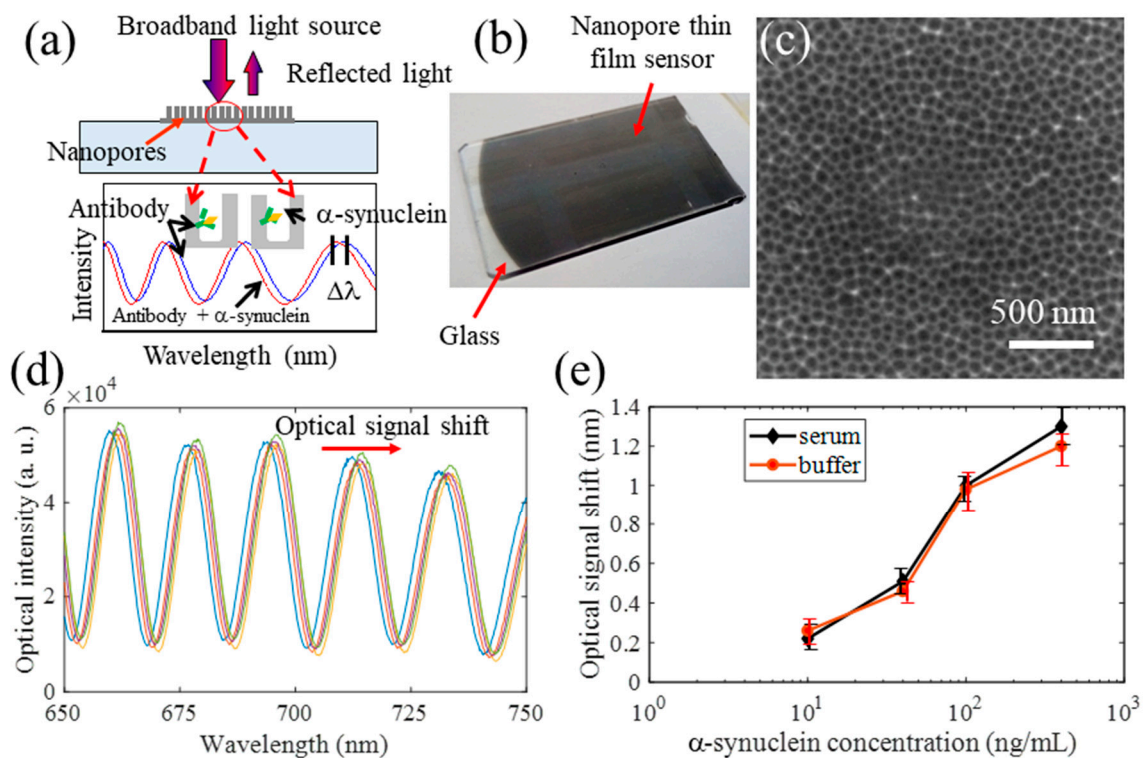 (a)
Broadband light source
Reflected light
Nanopores
Antibody
α-synuclein
Δλ
Antibody + α-synuclein
Intensity
Wavelength (nm)
(b)
Nanopore thin
film sensor
Glass
(c)
500 nm
(d)
×10⁴
Optical signal shift
6
4
2
0
650 675 700 725 750
Optical intensity (a. u.)
Wavelength (nm)
(e)
serum
buffer
1.4
1.2
1
0.8
0.6
0.4
0.2
0
10⁰ 10¹ 10² 10³
Optical signal shift (nm)
α-synuclein concentration (ng/mL)